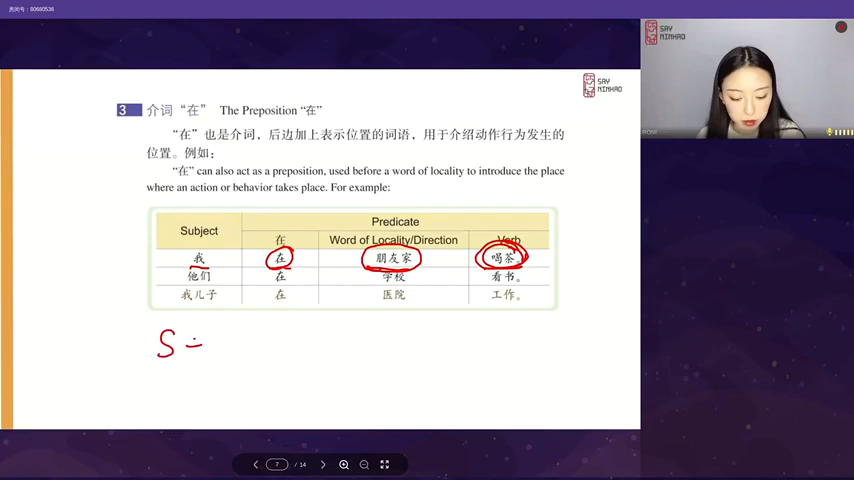 房间号：80680536
SAY
NINHAO
SAY
NINHAO
3 介词“在” The Preposition “在”
“在”也是介词，后边加上表示位置的词语，用于介绍动作行为发生的
位置。例如：
“在” can also act as a preposition, used before a word of locality to introduce the place
where an action or behavior takes place. For example:
Subject Predicate
在 Word of Locality/Direction Verb
我 在 朋友家 喝茶。
他们 在 学校 看书。
我儿子 在 医院 工作。
S
7 / 14